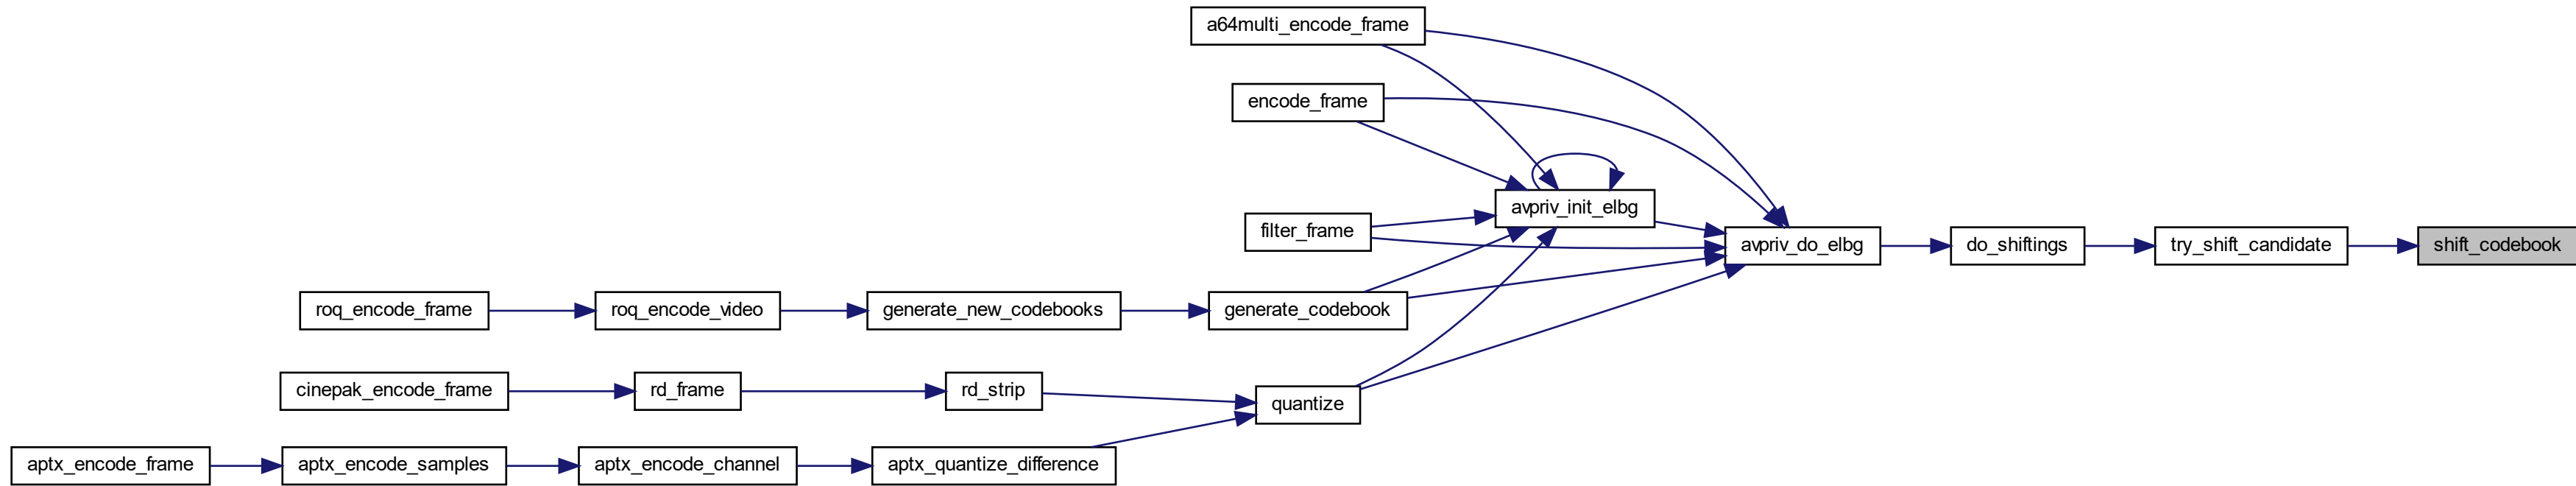 a64multi_encode_frame
encode_frame
avpriv_init_elbg
filter_frame
avpriv_do_elbg
do_shiftings
try_shift_candidate
shift_codebook
roq_encode_frame
roq_encode_video
generate_new_codebooks
generate_codebook
cinepak_encode_frame
rd_frame
rd_strip
quantize
aptx_encode_frame
aptx_encode_samples
aptx_encode_channel
aptx_quantize_difference